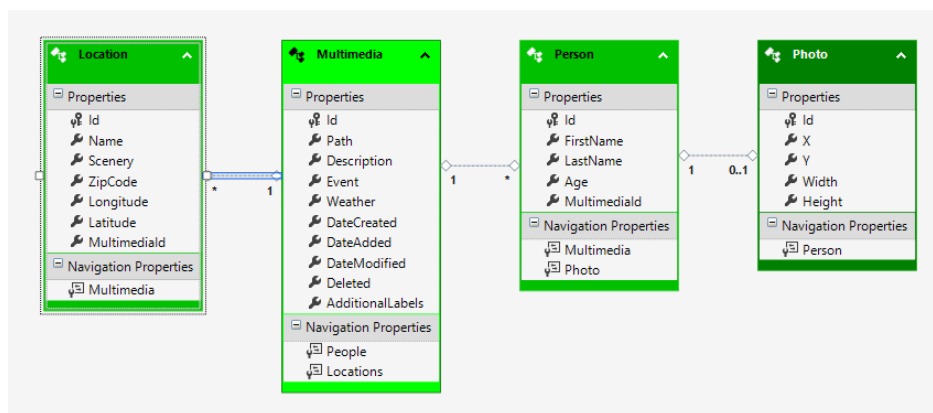 Location
Properties
Id
Name
Scenery
ZipCode
Longitude
Latitude
MultimediaId
Navigation Properties
Multimedia
*
1
Multimedia
Properties
Id
Path
Description
Event
Weather
DateCreated
DateAdded
DateModified
Deleted
AdditionalLabels
Navigation Properties
People
Locations
1
*
Person
Properties
Id
FirstName
LastName
Age
MultimediaId
Navigation Properties
Multimedia
Photo
1
0..1
Photo
Properties
Id
X
Y
Width
Height
Navigation Properties
Person